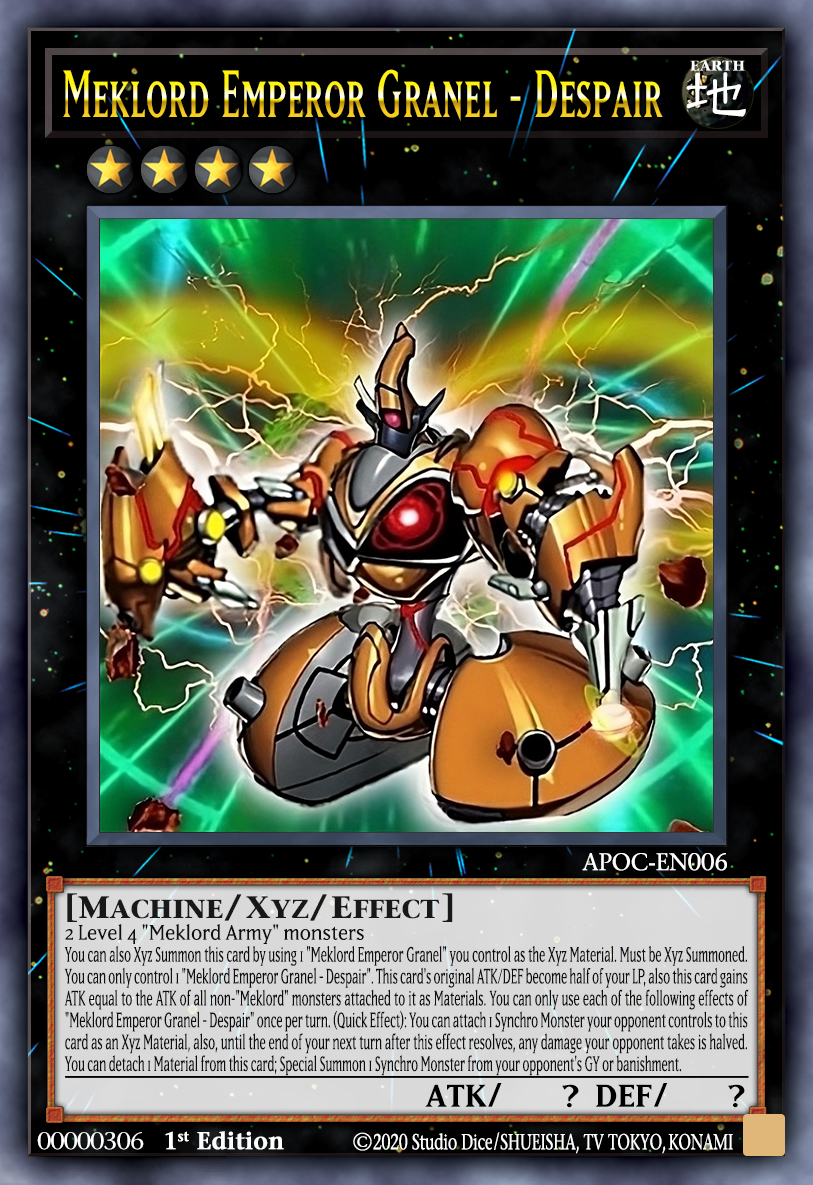 Meklord Emperor Granel - Despair
EARTH
地
APOC-EN006
[Machine/Xyz/Effect]
2 Level 4 "Meklord Army" monsters
You can also Xyz Summon this card by using 1 "Meklord Emperor Granel" you control as the Xyz Material. Must be Xyz Summoned.
You can only control 1 "Meklord Emperor Granel - Despair". This card's original ATK/DEF become half of your LP, also this card gains
ATK equal to the ATK of all non-"Meklord" monsters attached to it as Materials. You can only use each of the following effects of
"Meklord Emperor Granel - Despair" once per turn. (Quick Effect): You can attach 1 Synchro Monster your opponent controls to this
card as an Xyz Material, also, until the end of your next turn after this effect resolves, any damage your opponent takes is halved.
You can detach 1 Material from this card; Special Summon 1 Synchro Monster from your opponent's GY or banishment.
ATK/ ? DEF/ ?
00000306 1st Edition ©2020 Studio Dice/SHUEISHA, TV TOKYO, KONAMI